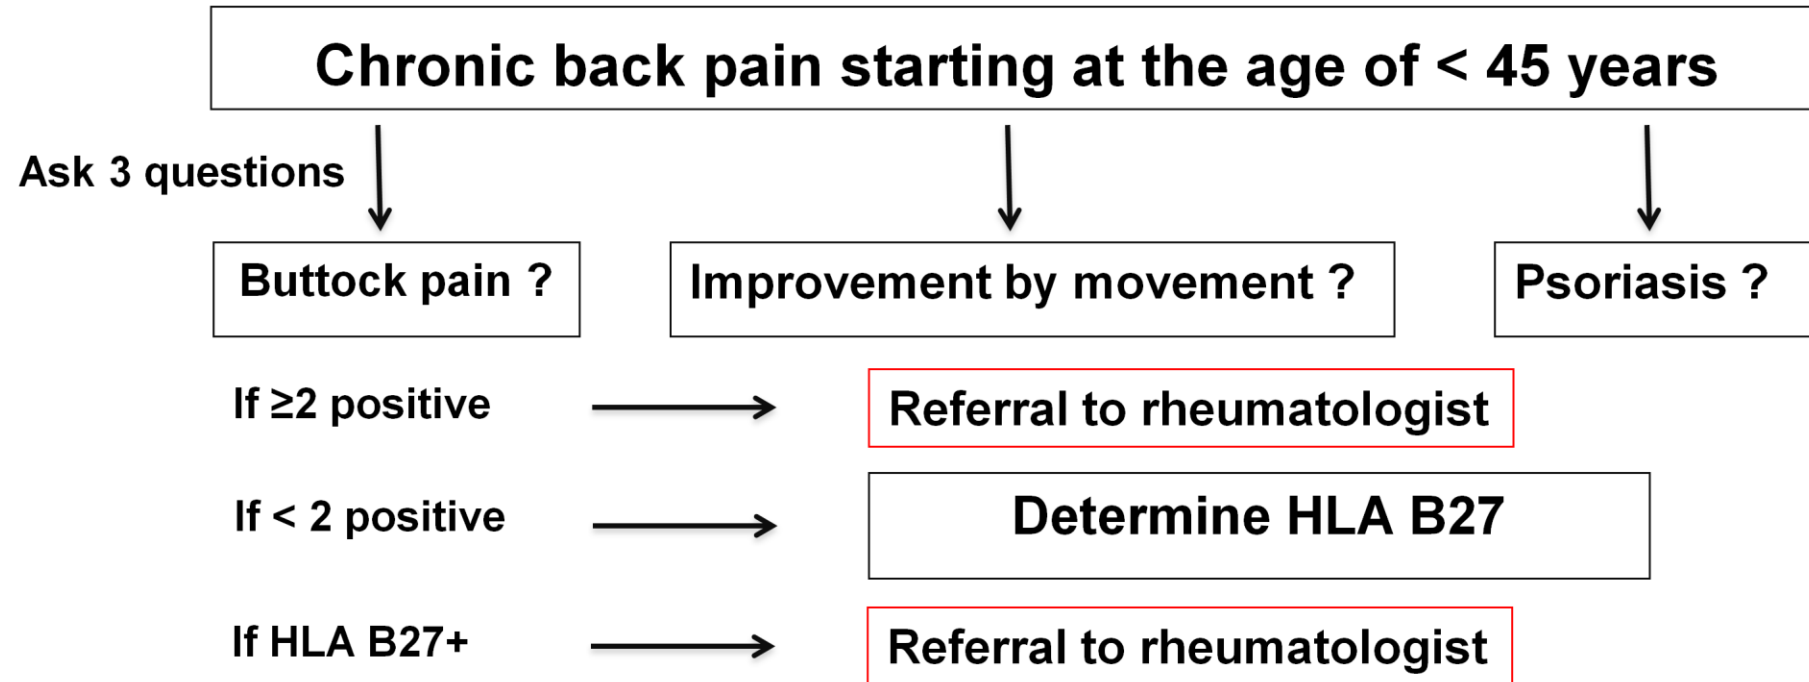 Chronic back pain starting at the age of < 45 years
Ask 3 questions
Buttock pain ?
Improvement by movement ?
Psoriasis ?
If ≥2 positive
Referral to rheumatologist
If < 2 positive
Determine HLA B27
If HLA B27+
Referral to rheumatologist